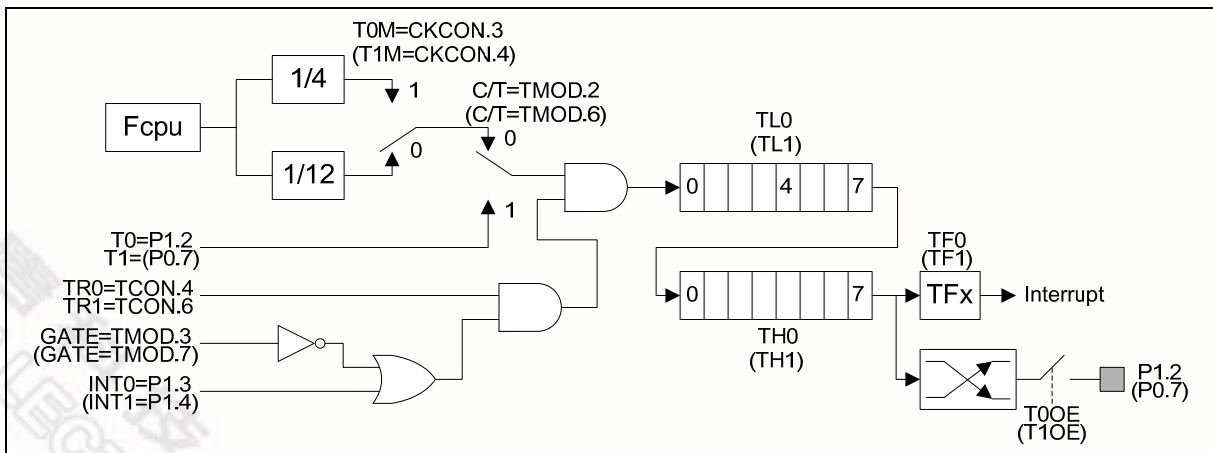 T0M=CKCON.3
(T1M=CKCON.4)
1/4
1
C/T=TMOD.2
(C/T=TMOD.6)
Fcpu
0
0
TL0
(TL1)
1/12
0 4 7
1
T0=P1.2
T1=(P0.7)
TF0
(TF1)
TR0=TCON.4
TR1=TCON.6
0 7
TFx
Interrupt
GATE=TMOD.3
(GATE=TMOD.7)
TH0
(TH1)
INT0=P1.3
(INT1=P1.4)
P1.2
(P0.7)
T0OE
(T1OE)